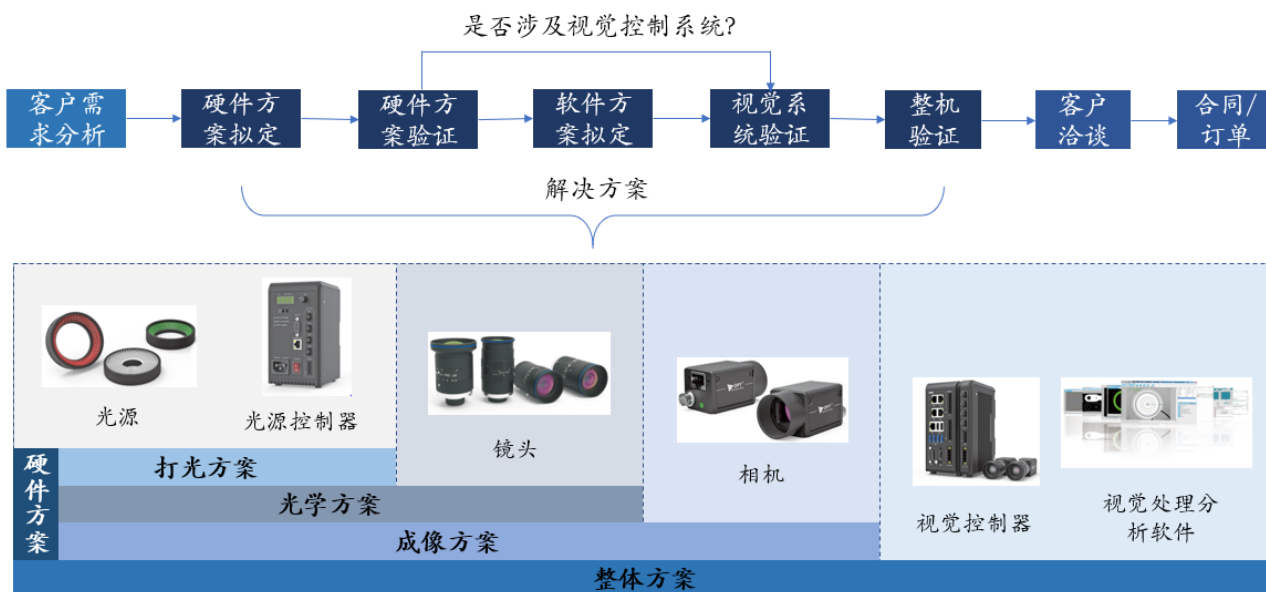 是否涉及视觉控制系统?
客户需
求分析
硬件方
案拟定
硬件方
案验证
软件方
案拟定
视觉系
统验证
整机
验证
客户
洽谈
合同/
订单
解决方案
光源
光源控制器
镜头
相机
视觉控制器
视觉处理分
析软件
硬件方案
打光方案
光学方案
成像方案
整体方案